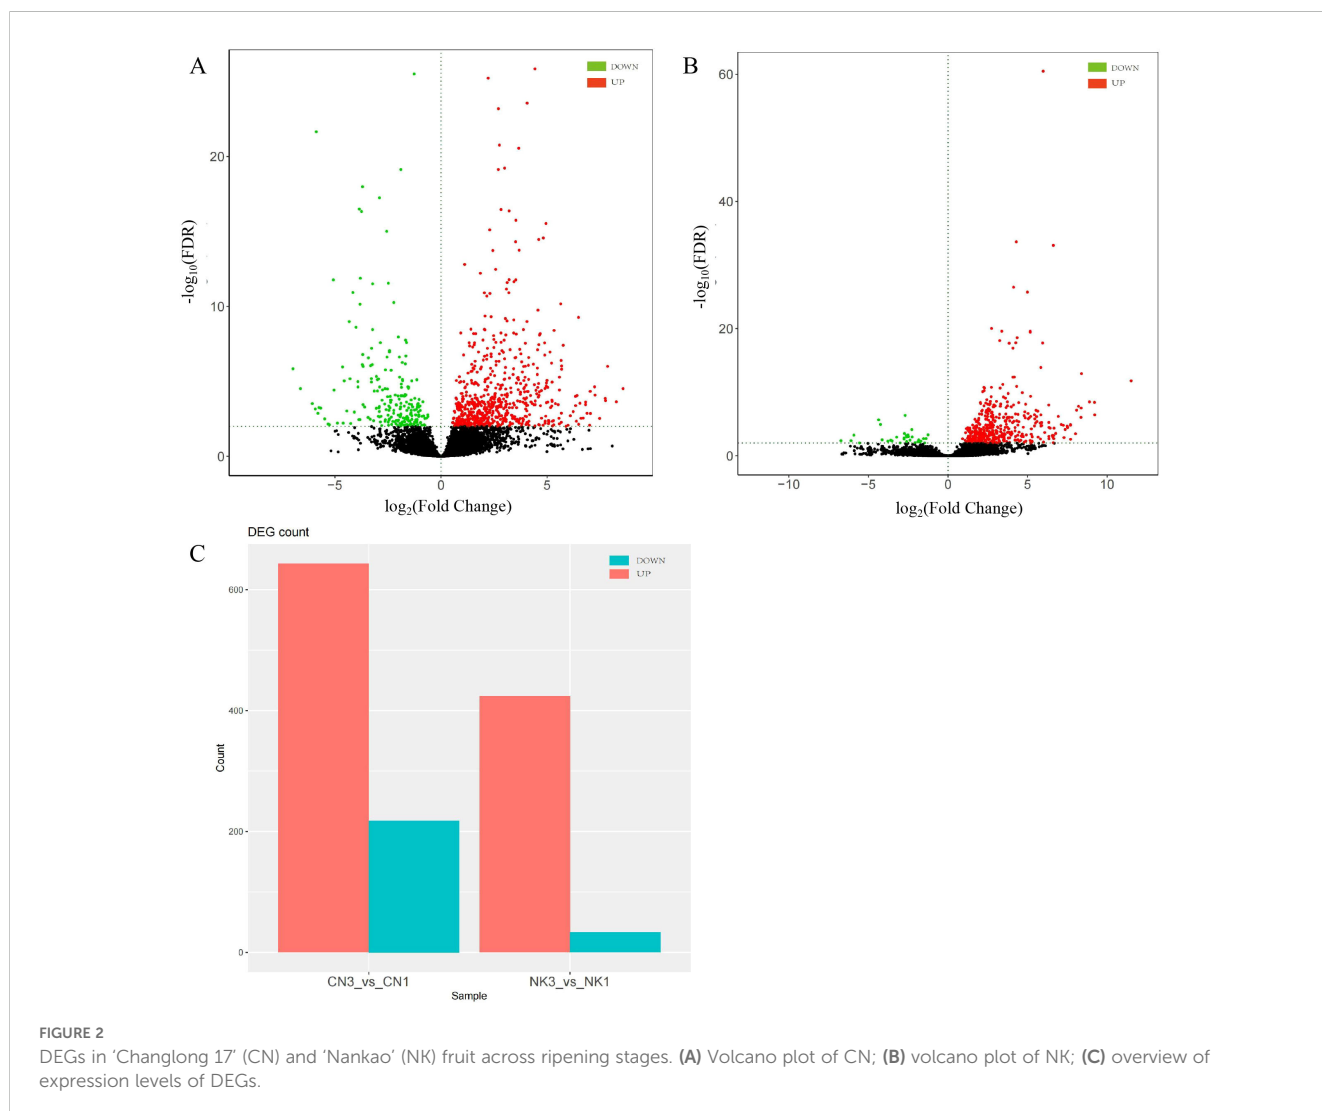 A
DOWN
UP
20
10
0
-log10(FDR)
−5
0
5
log2(Fold Change)
B
DOWN
UP
60
40
20
0
-log10(FDR)
−10
−5
0
5
10
log2(Fold Change)
C
DEG count
DOWN
UP
600
400
200
0
Count
CN3_vs_CN1
NK3_vs_NK1
Sample
FIGURE 2
DEGs in ‘Changlong 17’ (CN) and ‘Nankao’ (NK) fruit across ripening stages. (A) Volcano plot of CN; (B) volcano plot of NK; (C) overview of
expression levels of DEGs.